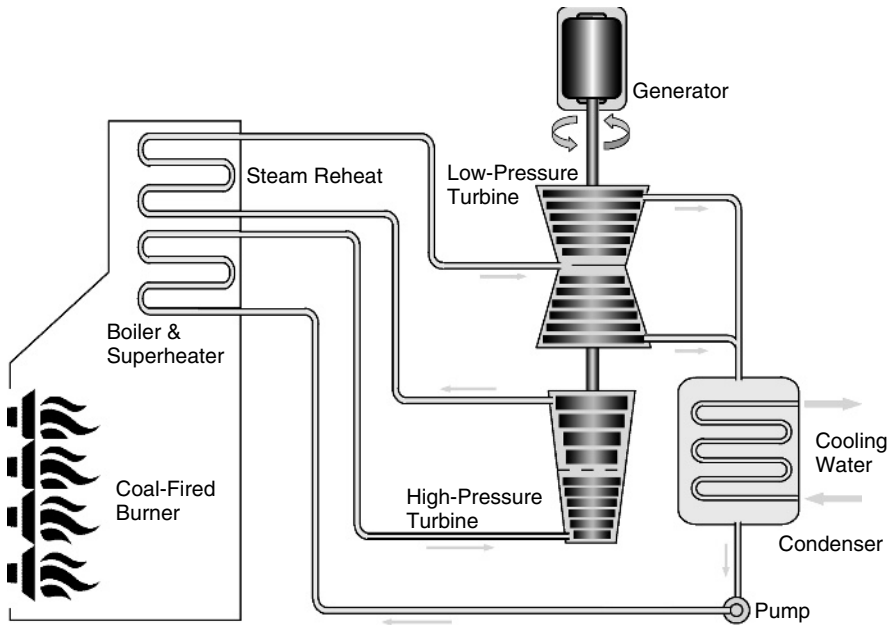 Generator
Steam Reheat
Low-Pressure
Turbine
Boiler &
Superheater
Coal-Fired
Burner
High-Pressure
Turbine
Cooling
Water
Condenser
Pump